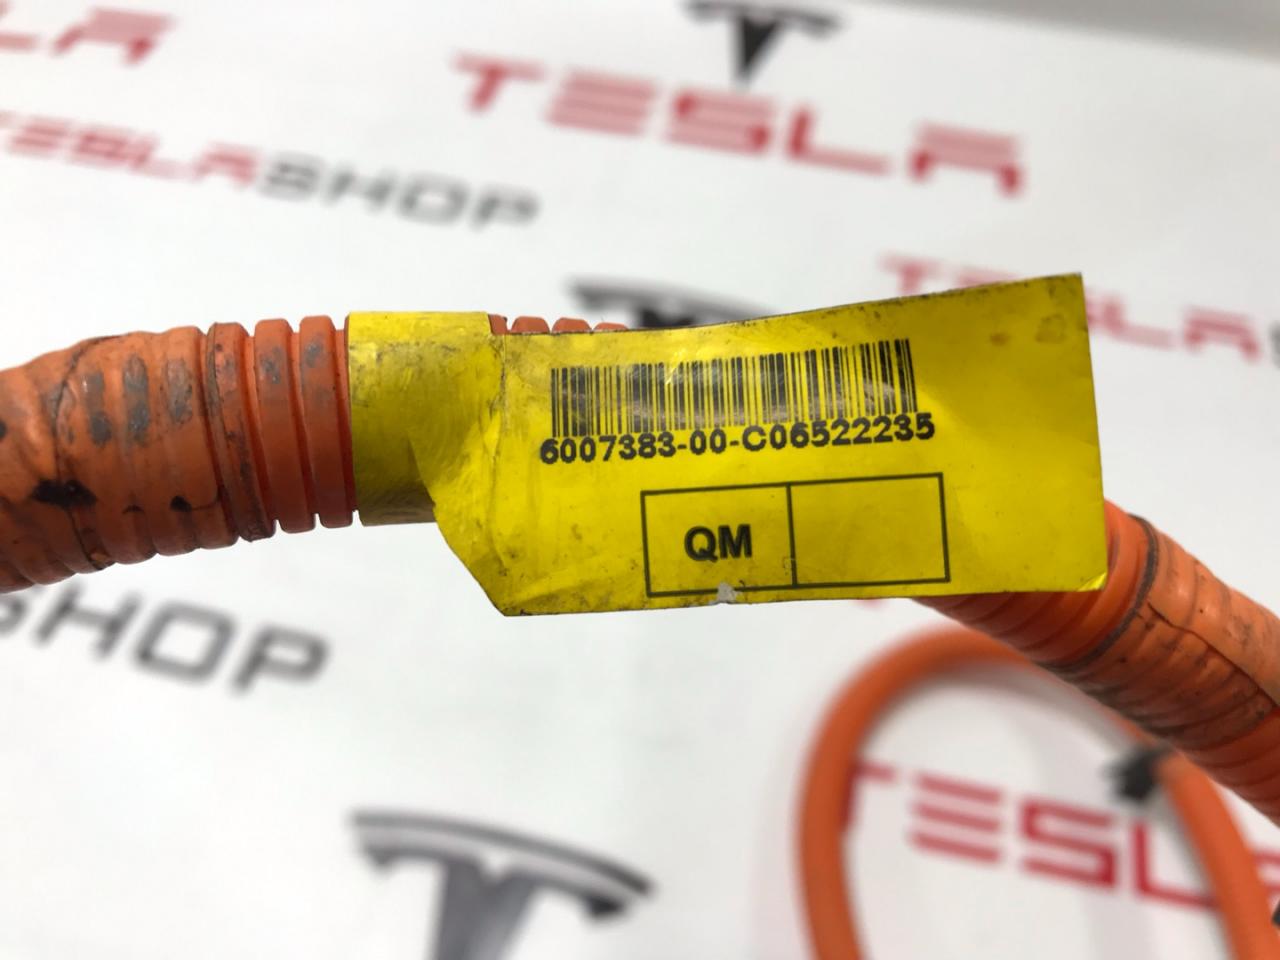 TESLA
TESLA
TESLASHOP
6007383-00-C06522235
QM
SHOP
TESLA